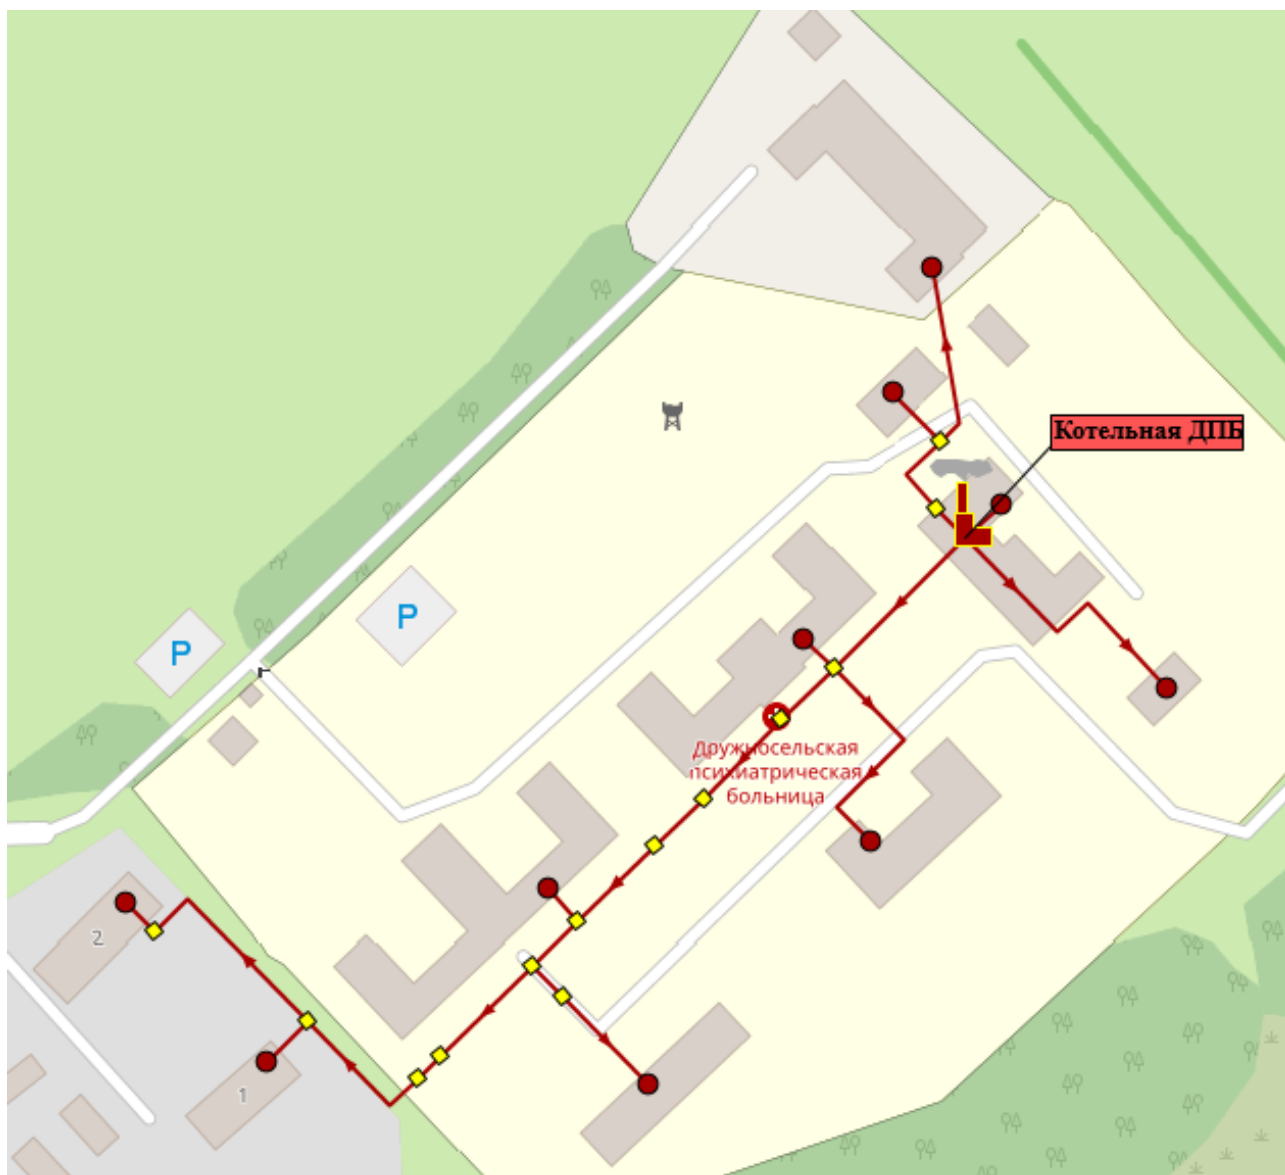 Котельная ДПБ
P
P
Дружносельская
психиатрическая
больница
2
1